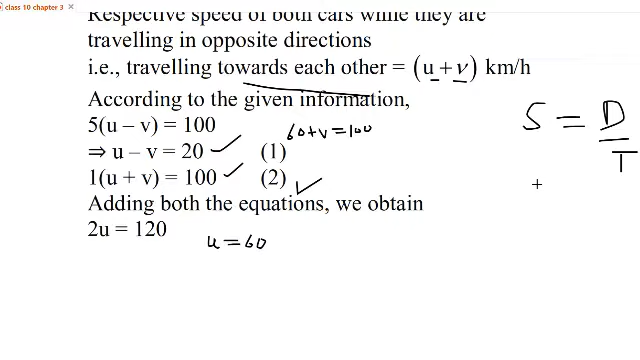 class 10 chapter 3
Respective speed of both cars while they are
travelling in opposite directions
i.e., travelling towards each other = (u + v) km/h
According to the given information,
5(u – v) = 100
60+v=100
⇒ u – v = 20 (1)
1(u + v) = 100 (2)
Adding both the equations, we obtain
2u = 120
u = 60
S = D/T
+